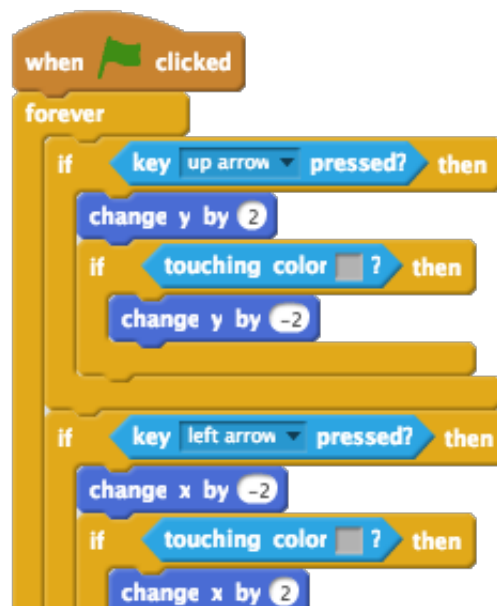 when clicked
forever
if key up arrow pressed? then
change y by 2
if touching color ? then
change y by -2
if key left arrow pressed? then
change x by -2
if touching color ? then
change x by 2